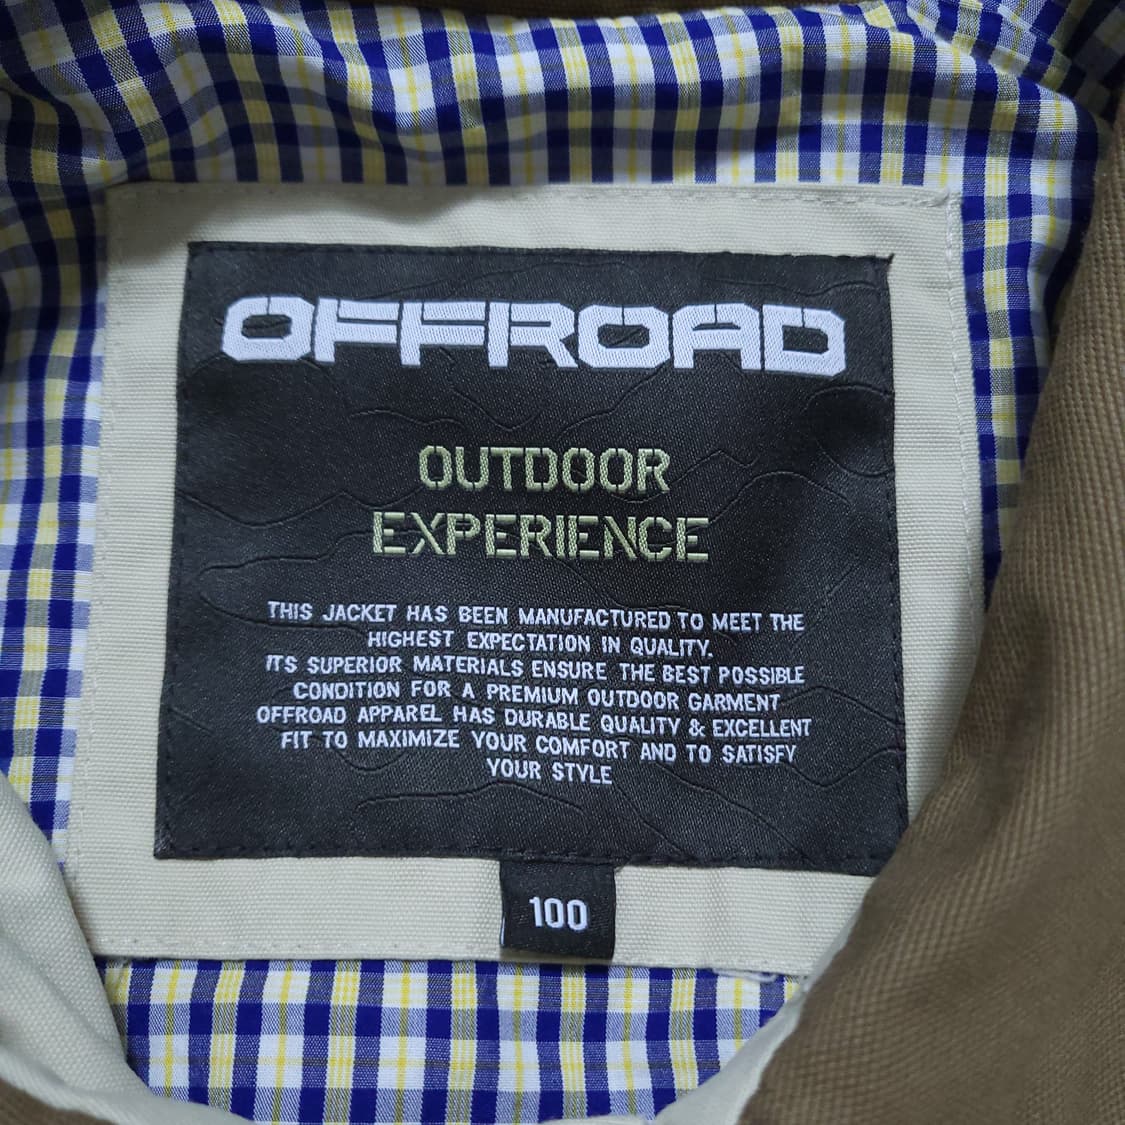 OFFROAD
OUTDOOR
EXPERIENCE
THIS JACKET HAS BEEN MANUFACTURED TO MEET THE
HIGHEST EXPECTATION IN QUALITY.
ITS SUPERIOR MATERIALS ENSURE THE BEST POSSIBLE
CONDITION FOR A PREMIUM OUTDOOR GARMENT
OFFROAD APPAREL HAS DURABLE QUALITY & EXCELLENT
FIT TO MAXIMIZE YOUR COMFORT AND TO SATISFY
YOUR STYLE
100